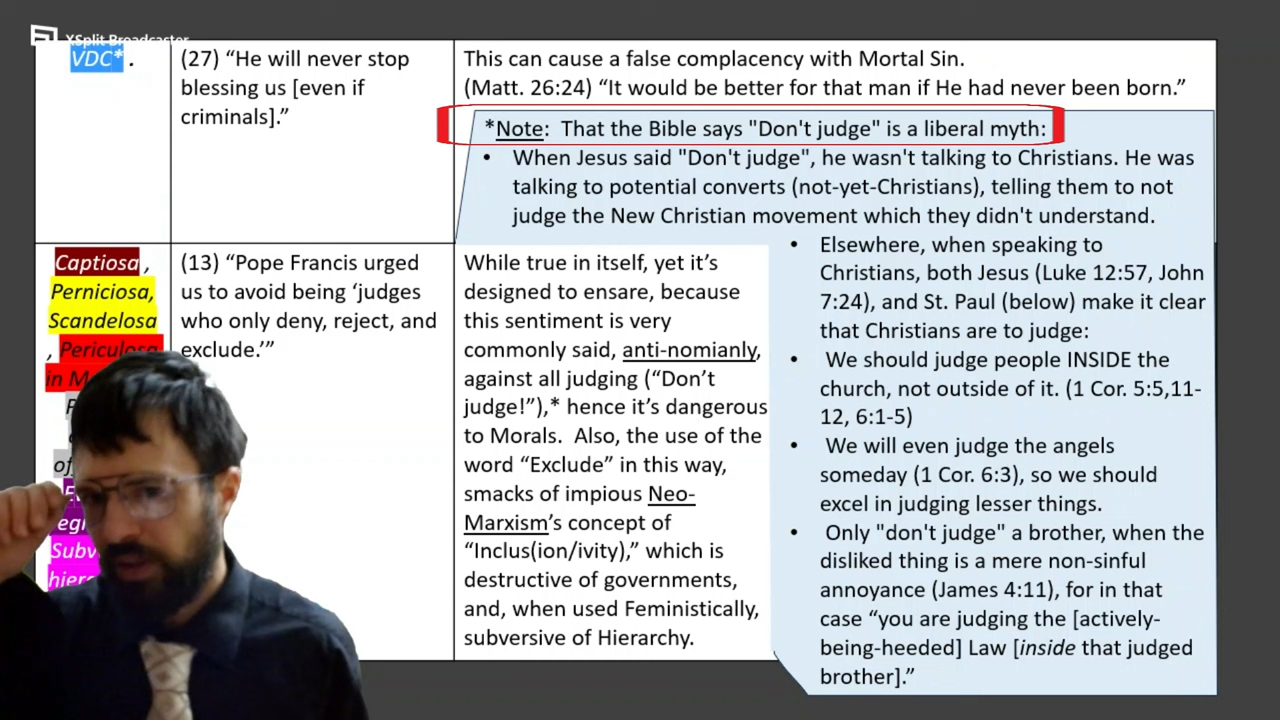 XSplit Broadcaster
VDC* .
(27) “He will never stop
blessing us [even if
criminals].”
This can cause a false complacency with Mortal Sin.
(Matt. 26:24) “It would be better for that man if He had never been born.”
*Note:  That the Bible says "Don't judge" is a liberal myth:
• When Jesus said "Don't judge", he wasn't talking to Christians. He was
talking to potential converts (not-yet-Christians), telling them to not
judge the New Christian movement which they didn't understand.
• Elsewhere, when speaking to
Christians, both Jesus (Luke 12:57, John
7:24), and St. Paul (below) make it clear
that Christians are to judge:
• We should judge people INSIDE the
church, not outside of it. (1 Cor. 5:5,11-
12, 6:1-5)
• We will even judge the angels
someday (1 Cor. 6:3), so we should
excel in judging lesser things.
• Only "don't judge" a brother, when the
disliked thing is a mere non-sinful
annoyance (James 4:11), for in that
case “you are judging the [actively-
being-heeded] Law [inside that judged
brother].”
Captiosa ,
Perniciosa,
Scandelosa
, Periculosa
in
(13) “Pope Francis urged
us to avoid being ‘judges
who only deny, reject, and
exclude.’”
While true in itself, yet it’s
designed to ensare, because
this sentiment is very
commonly said, anti-nomianly,
against all judging (“Don’t
judge!”),* hence it’s dangerous
to Morals.  Also, the use of the
word “Exclude” in this way,
smacks of impious Neo-
Marxism’s concept of
“Inclus(ion/ivity),” which is
destructive of governments,
and, when used Feministically,
subversive of Hierarchy.